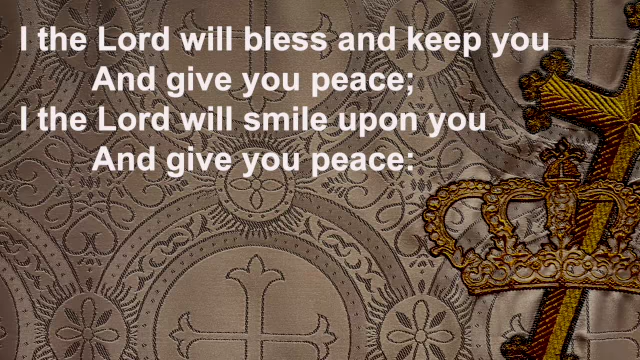 I the Lord will bless and keep you
And give you peace;
I the Lord will smile upon you
And give you peace: